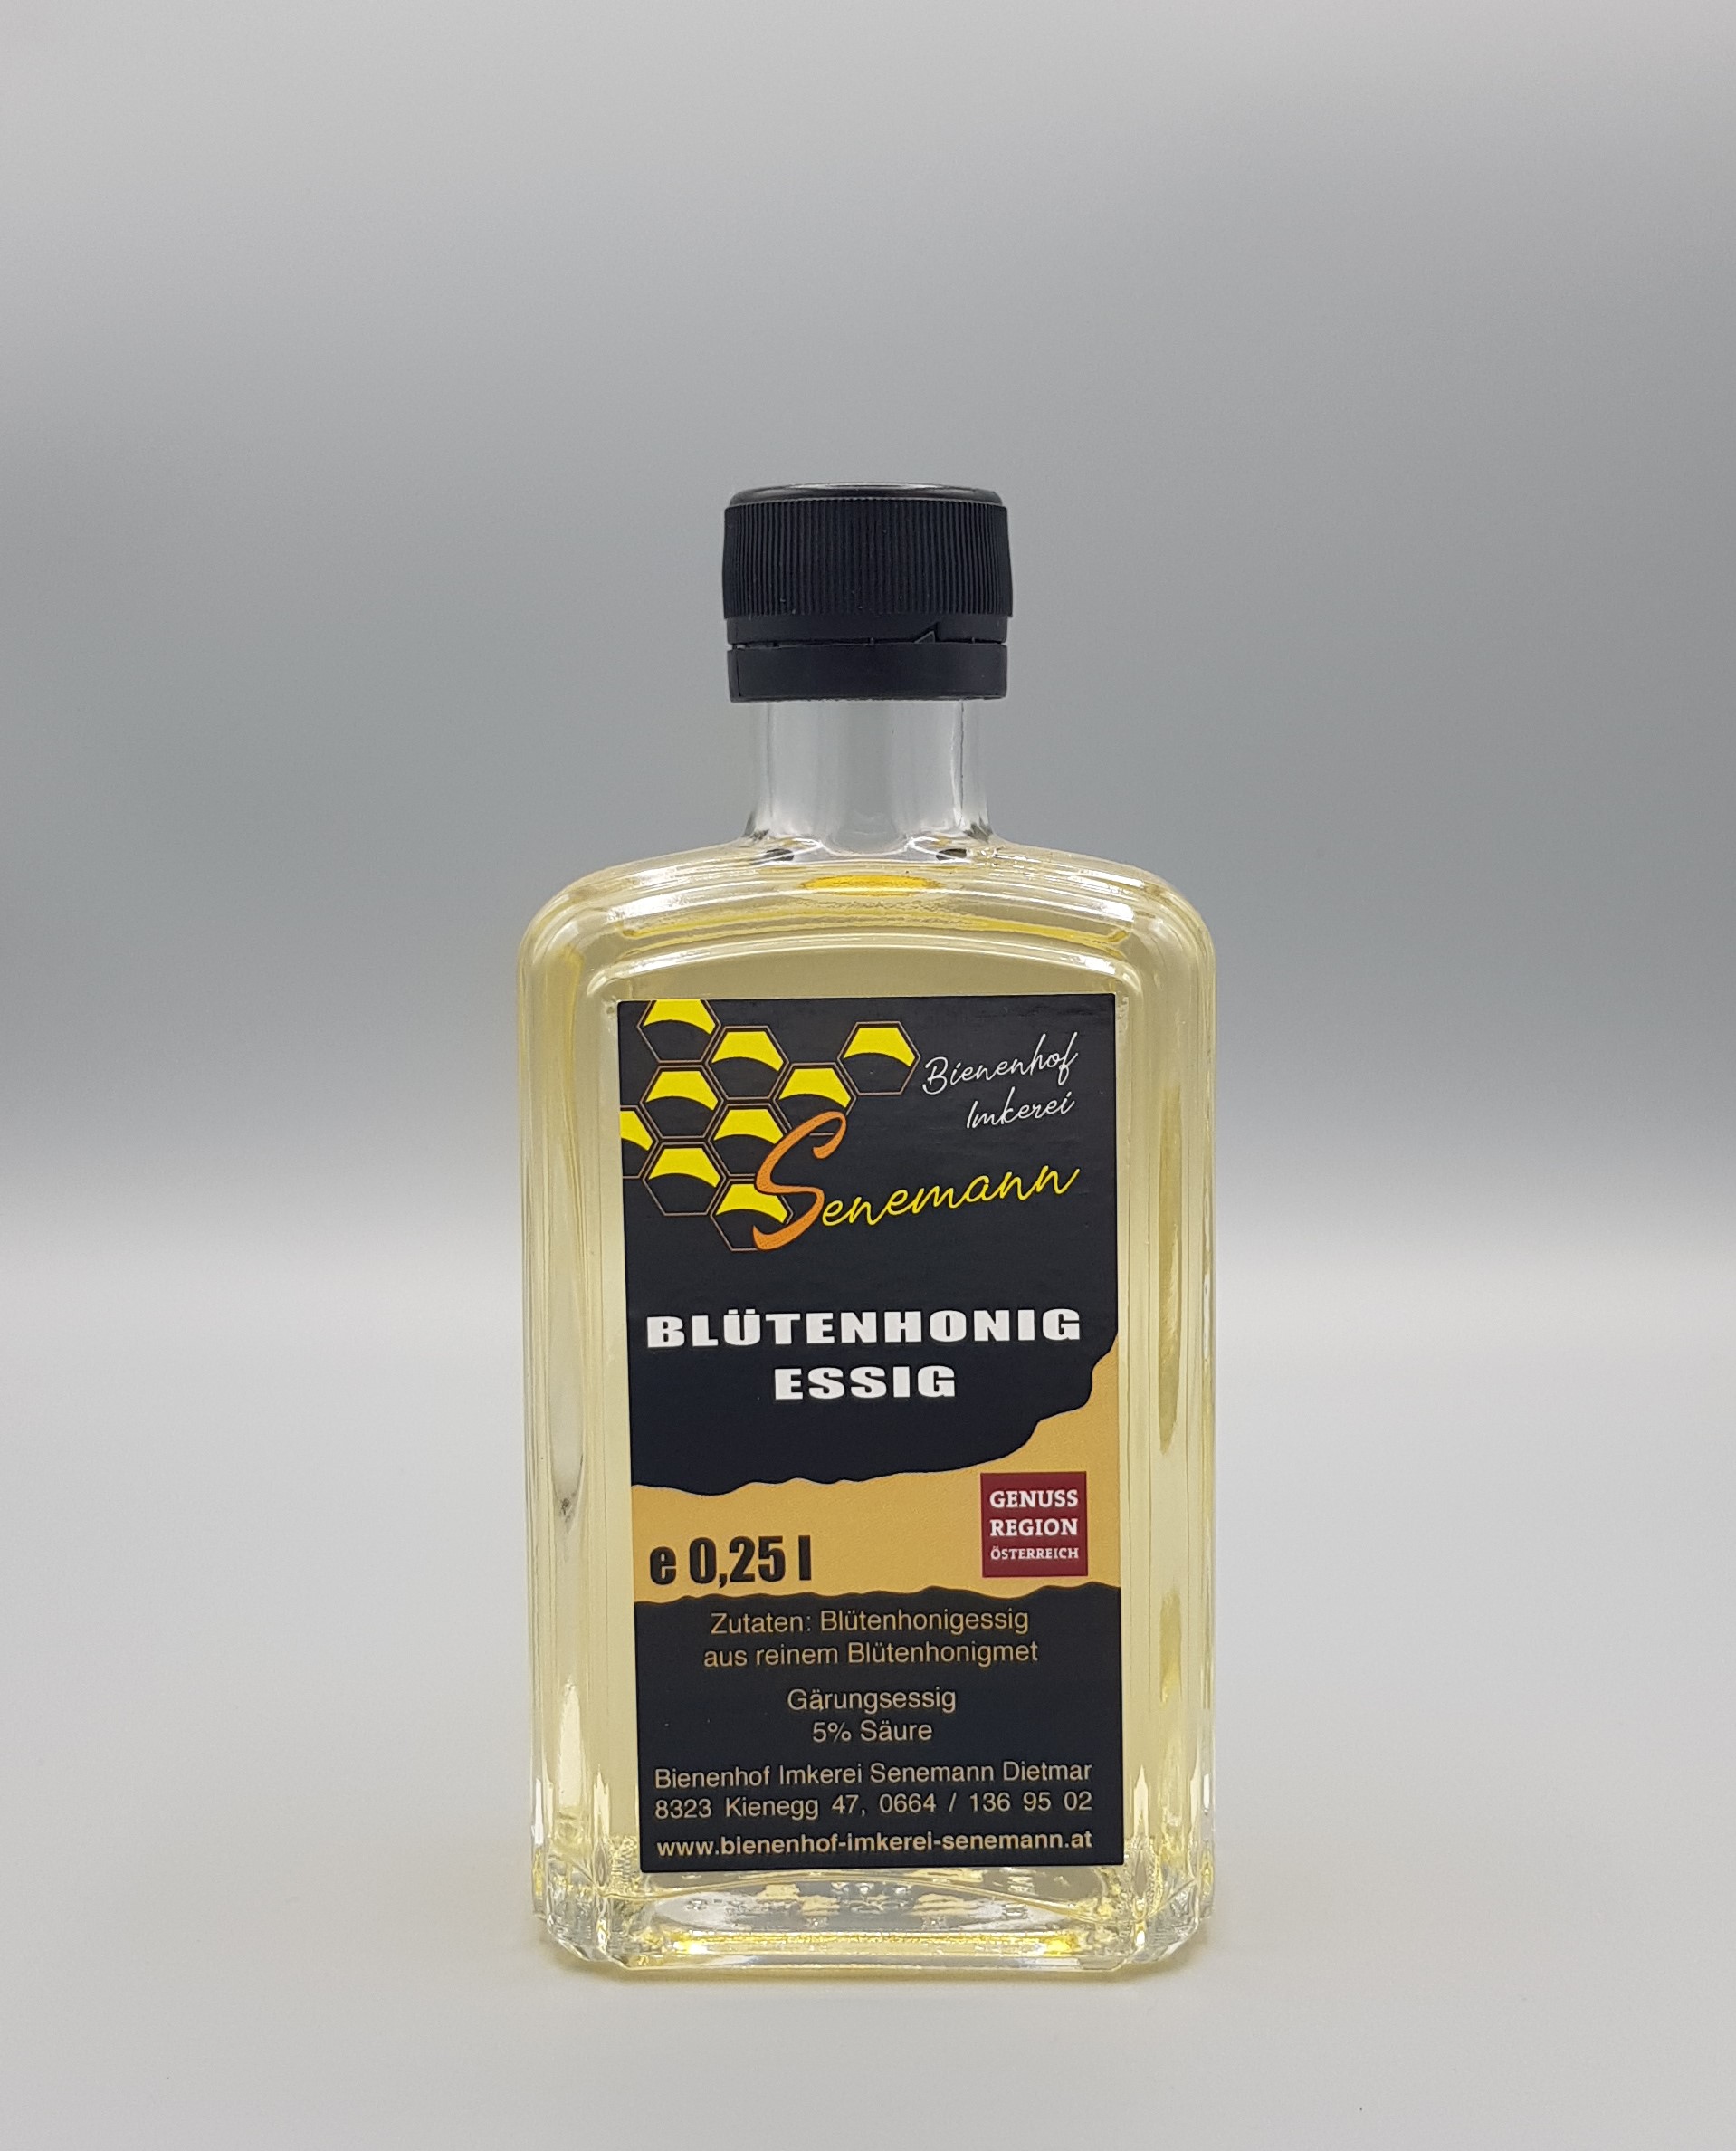 Bienenhof
Imkerei
Senemann
BLÜTENHONIG
ESSIG
GENUSS
REGION
ÖSTERREICH
e 0,25 l
Zutaten: Blütenhonigessig
aus reinem Blütenhonigmet
Gärungsessig
5% Säure
Bienenhof Imkerei Senemann Dietmar
8323 Kienegg 47, 0664 / 136 95 02
www.bienenhof-imkerei-senemann.at